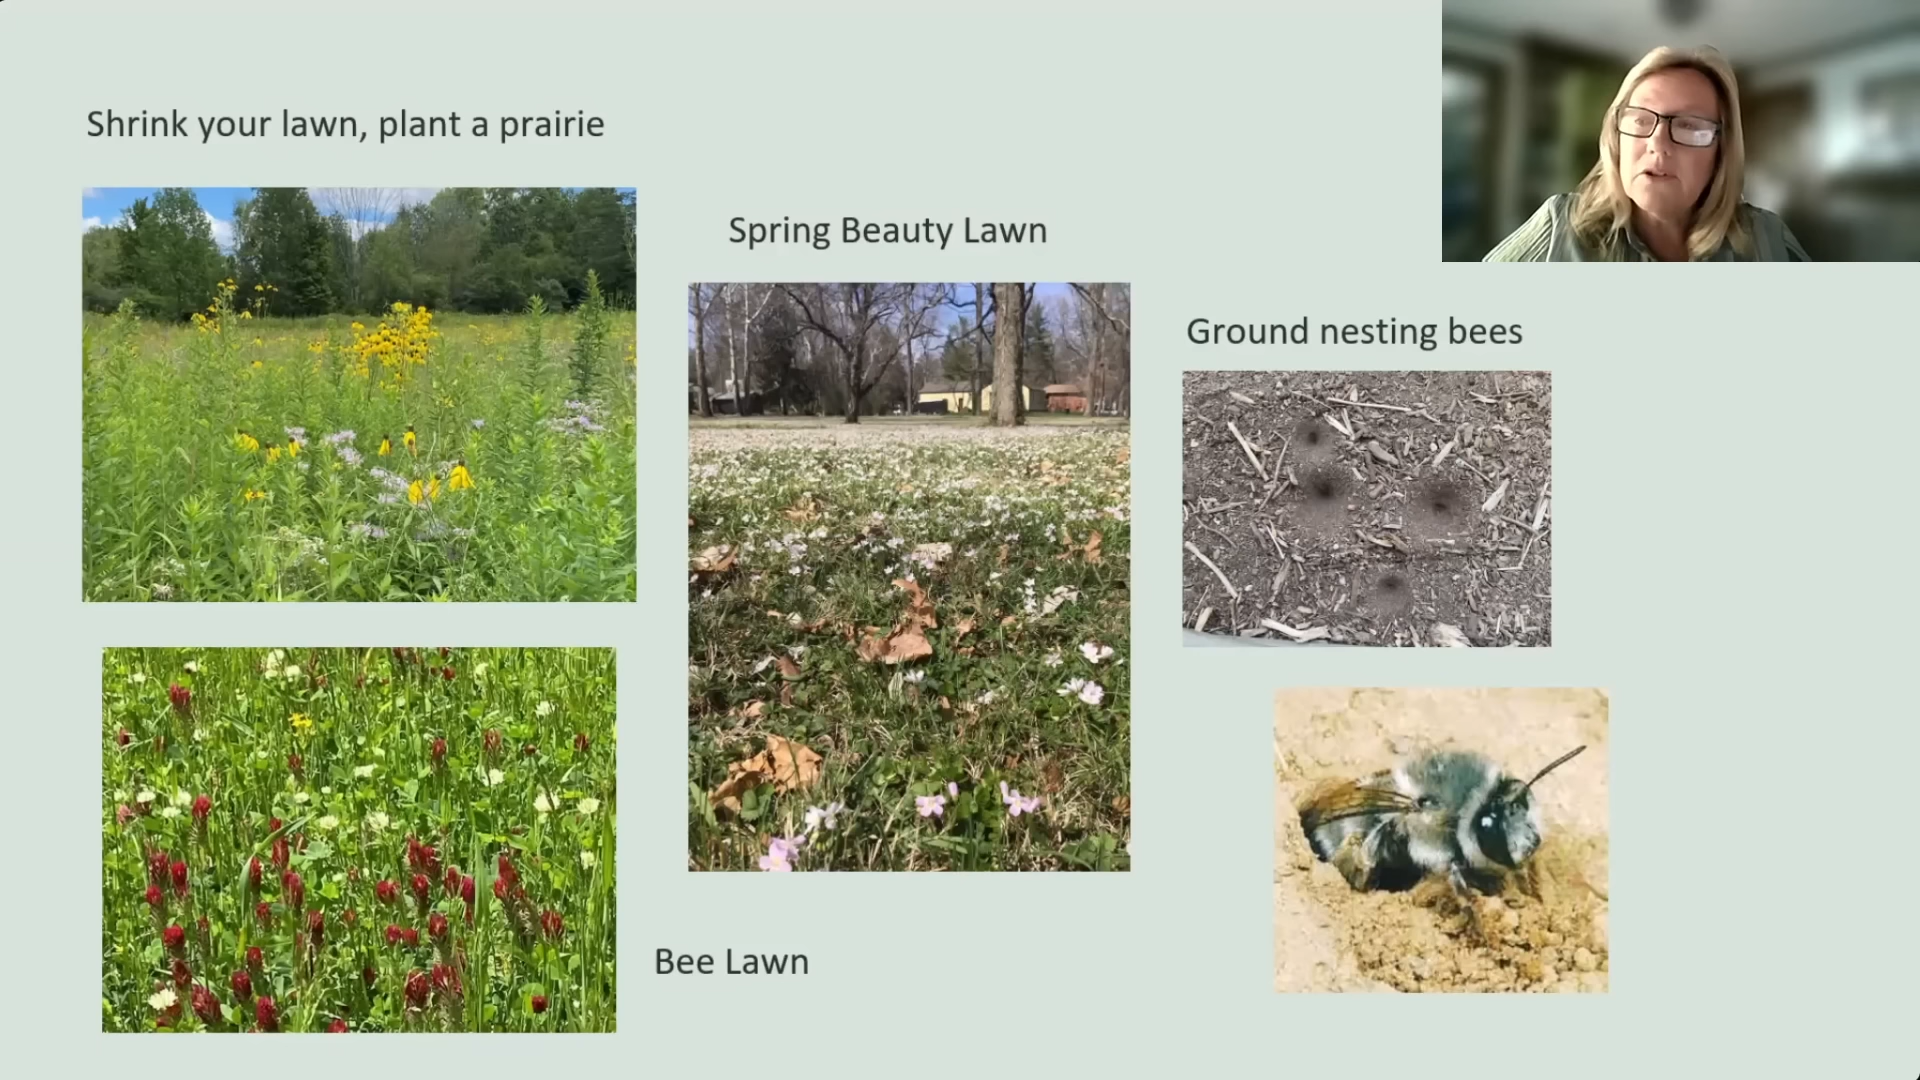 Shrink your lawn, plant a prairie
Spring Beauty Lawn
Ground nesting bees
Bee Lawn